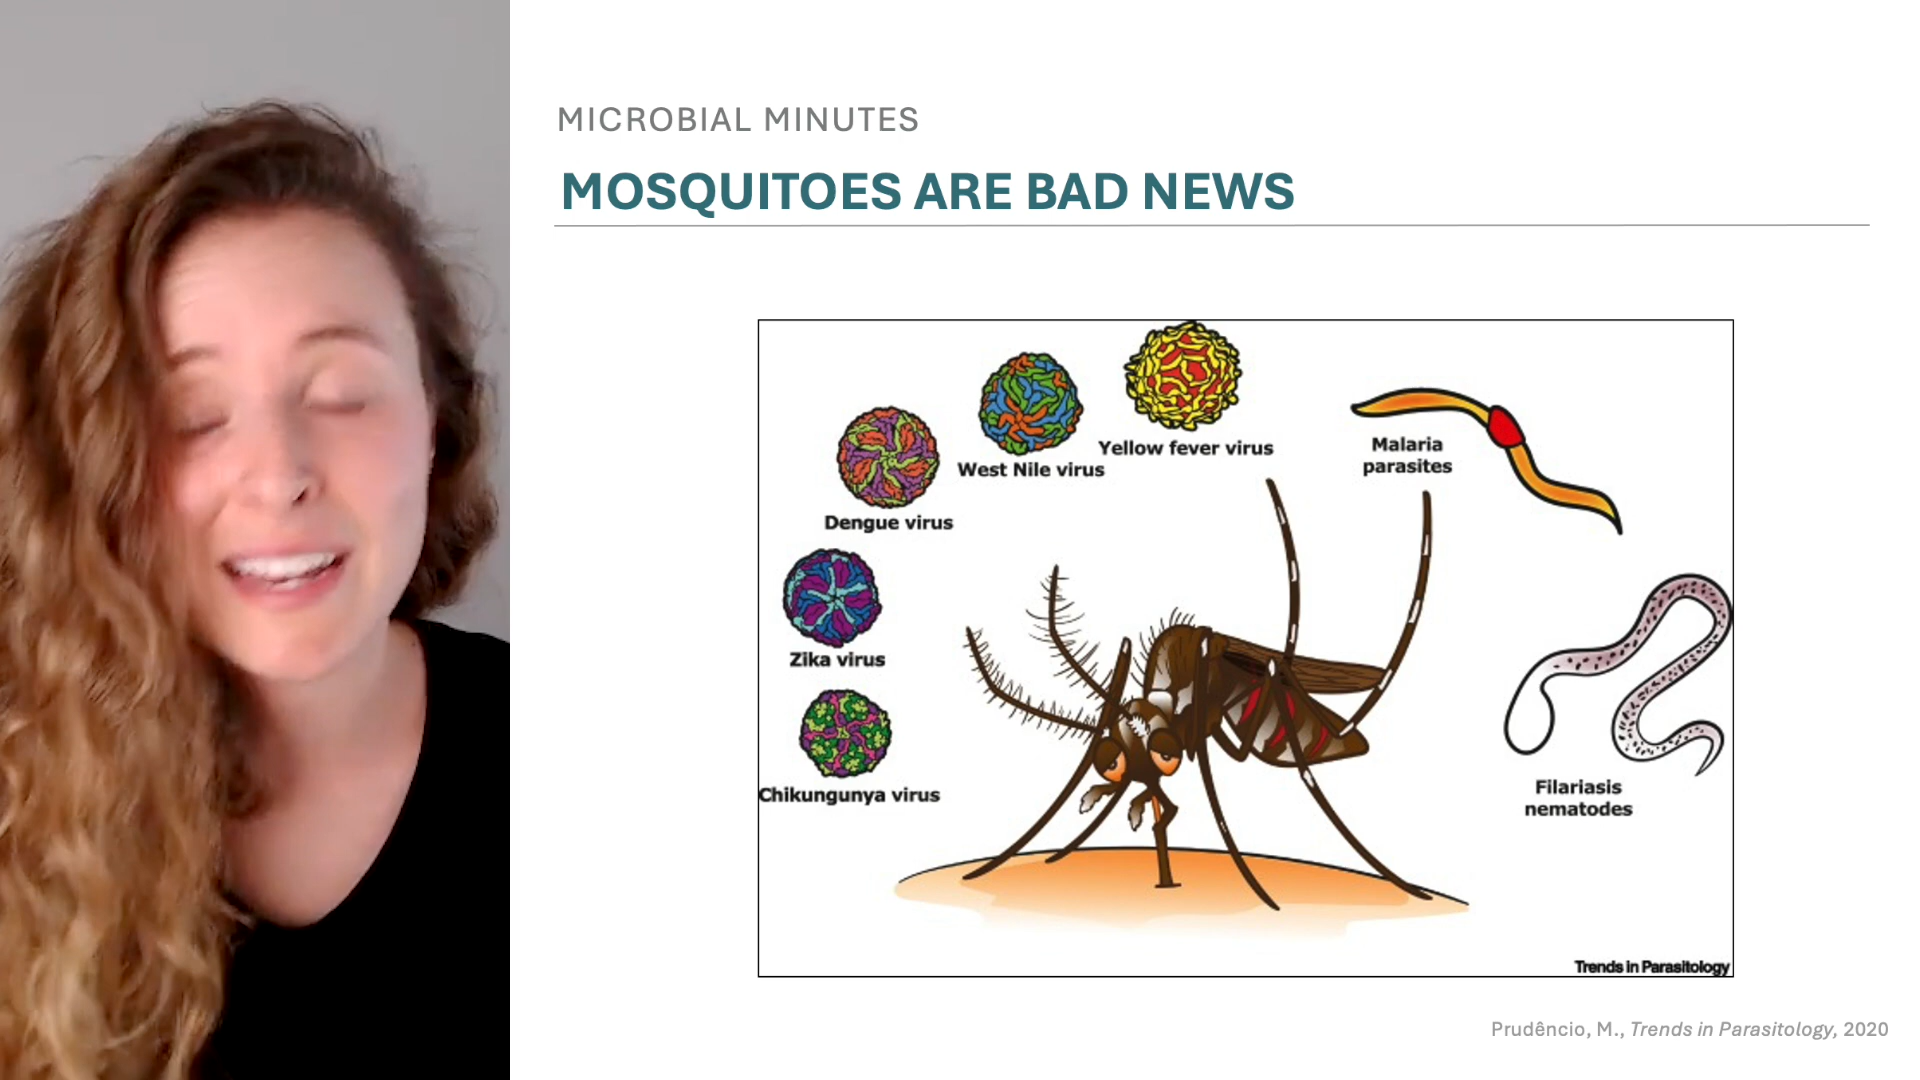 MICROBIAL MINUTES
MOSQUITOES ARE BAD NEWS
Yellow fever virus
West Nile virus
Malaria
parasites
Dengue virus
Zika virus
Chikungunya virus
Filariasis
nematodes
Trends in Parasitology
Prudêncio, M., Trends in Parasitology, 2020